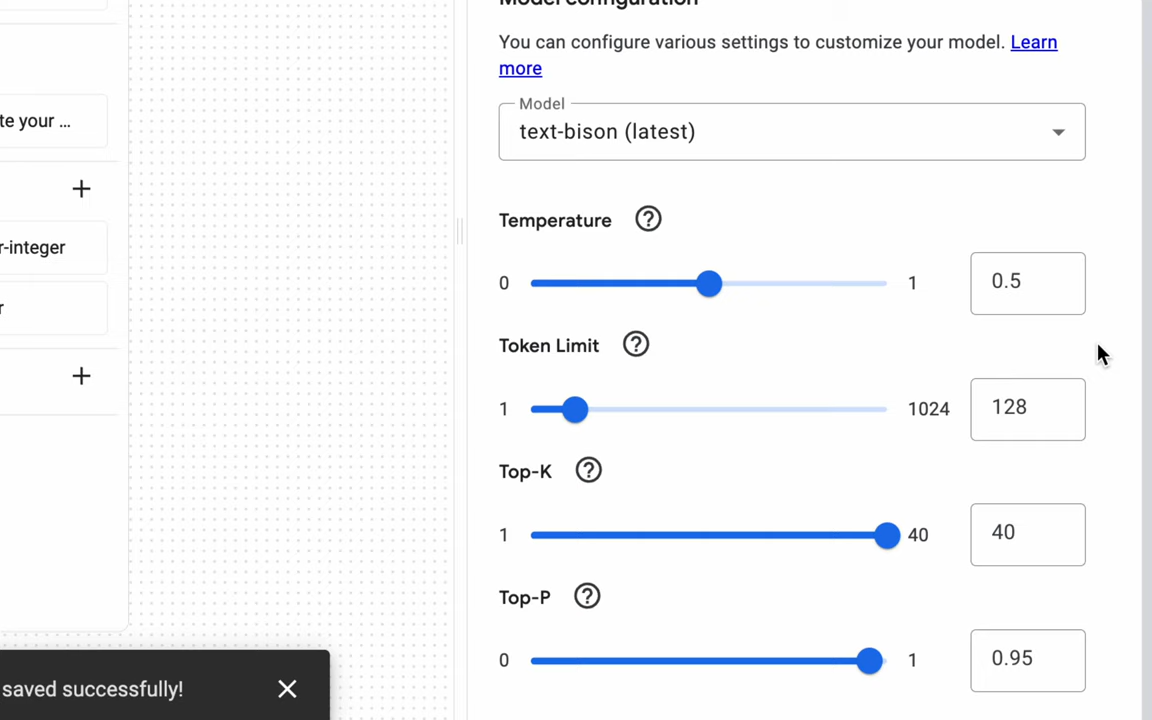 Model configuration
You can configure various settings to customize your model. Learn
more
Model
text-bison (latest)
Temperature
0
1
0.5
Token Limit
1
1024
128
Top-K
1
40
40
Top-P
0
1
0.95
te your ...
r-integer
r
saved successfully!